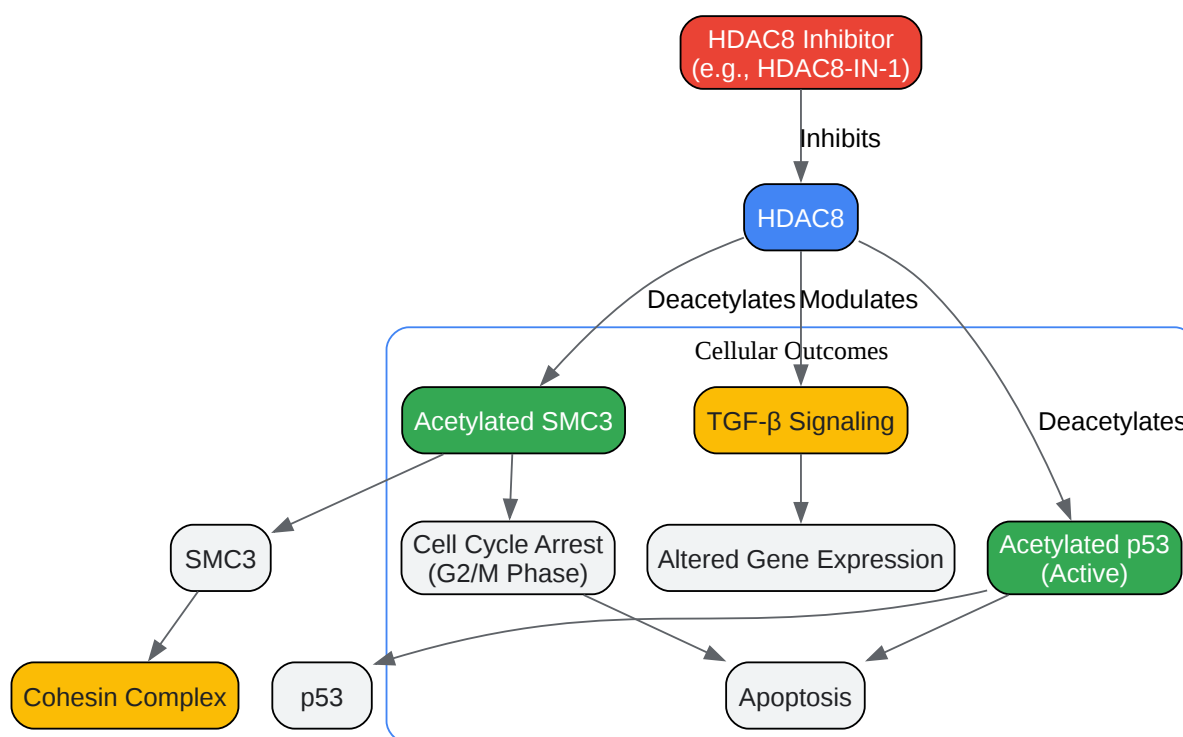 HDAC8 Inhibitor
(e.g., HDAC8-IN-1)
Inhibits
HDAC8
Deacetylates
Modulates
Cellular Outcomes
Acetylated SMC3
TGF-β Signaling
Deacetylates
SMC3
Cell Cycle Arrest
(G2/M Phase)
Altered Gene Expression
Acetylated p53
(Active)
Cohesin Complex
p53
Apoptosis